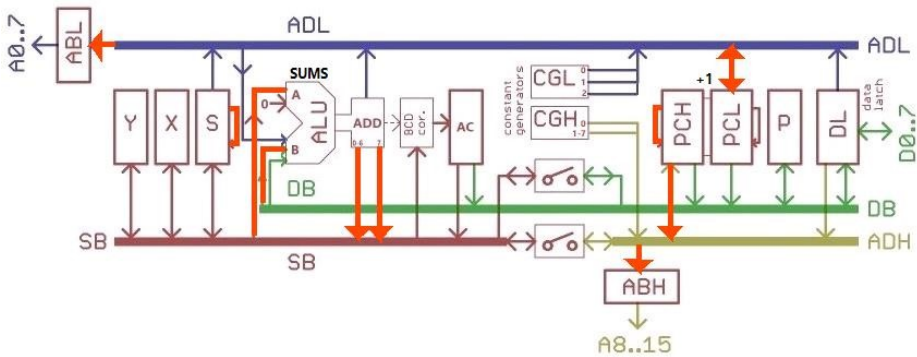 A0..7
ABL
ADL
ADL
SUMS
Y
X
S
0
A
B
ALU
ADD
0-6 7
BCD
cor.
AC
constant
generators
CGL
0
1
2
CGH
0
1-7
+1
PCH
PCL
P
DL
data
latch
D0..7
DB
DB
SB
SB
ADH
ABH
A8..15